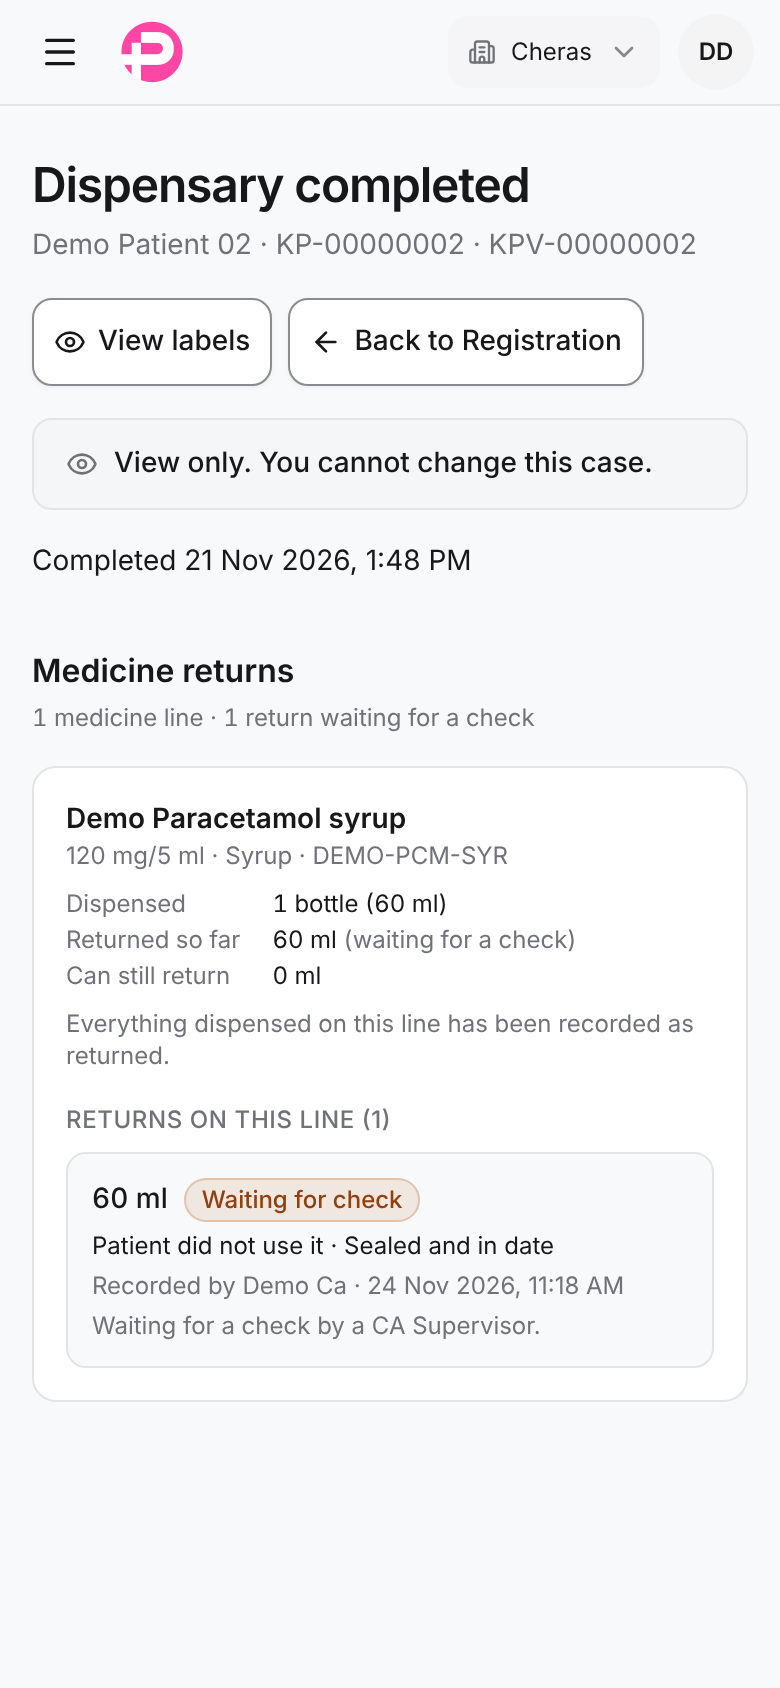 Cheras
DD
Dispensary completed
Demo Patient 02 · KP-00000002 · KPV-00000002
View labels
Back to Registration
View only. You cannot change this case.
Completed 21 Nov 2026, 1:48 PM
Medicine returns
1 medicine line · 1 return waiting for a check
Demo Paracetamol syrup
120 mg/5 ml · Syrup · DEMO-PCM-SYR
Dispensed 1 bottle (60 ml)
Returned so far 60 ml (waiting for a check)
Can still return 0 ml
Everything dispensed on this line has been recorded as
returned.
RETURNS ON THIS LINE (1)
60 ml Waiting for check
Patient did not use it · Sealed and in date
Recorded by Demo Ca · 24 Nov 2026, 11:18 AM
Waiting for a check by a CA Supervisor.